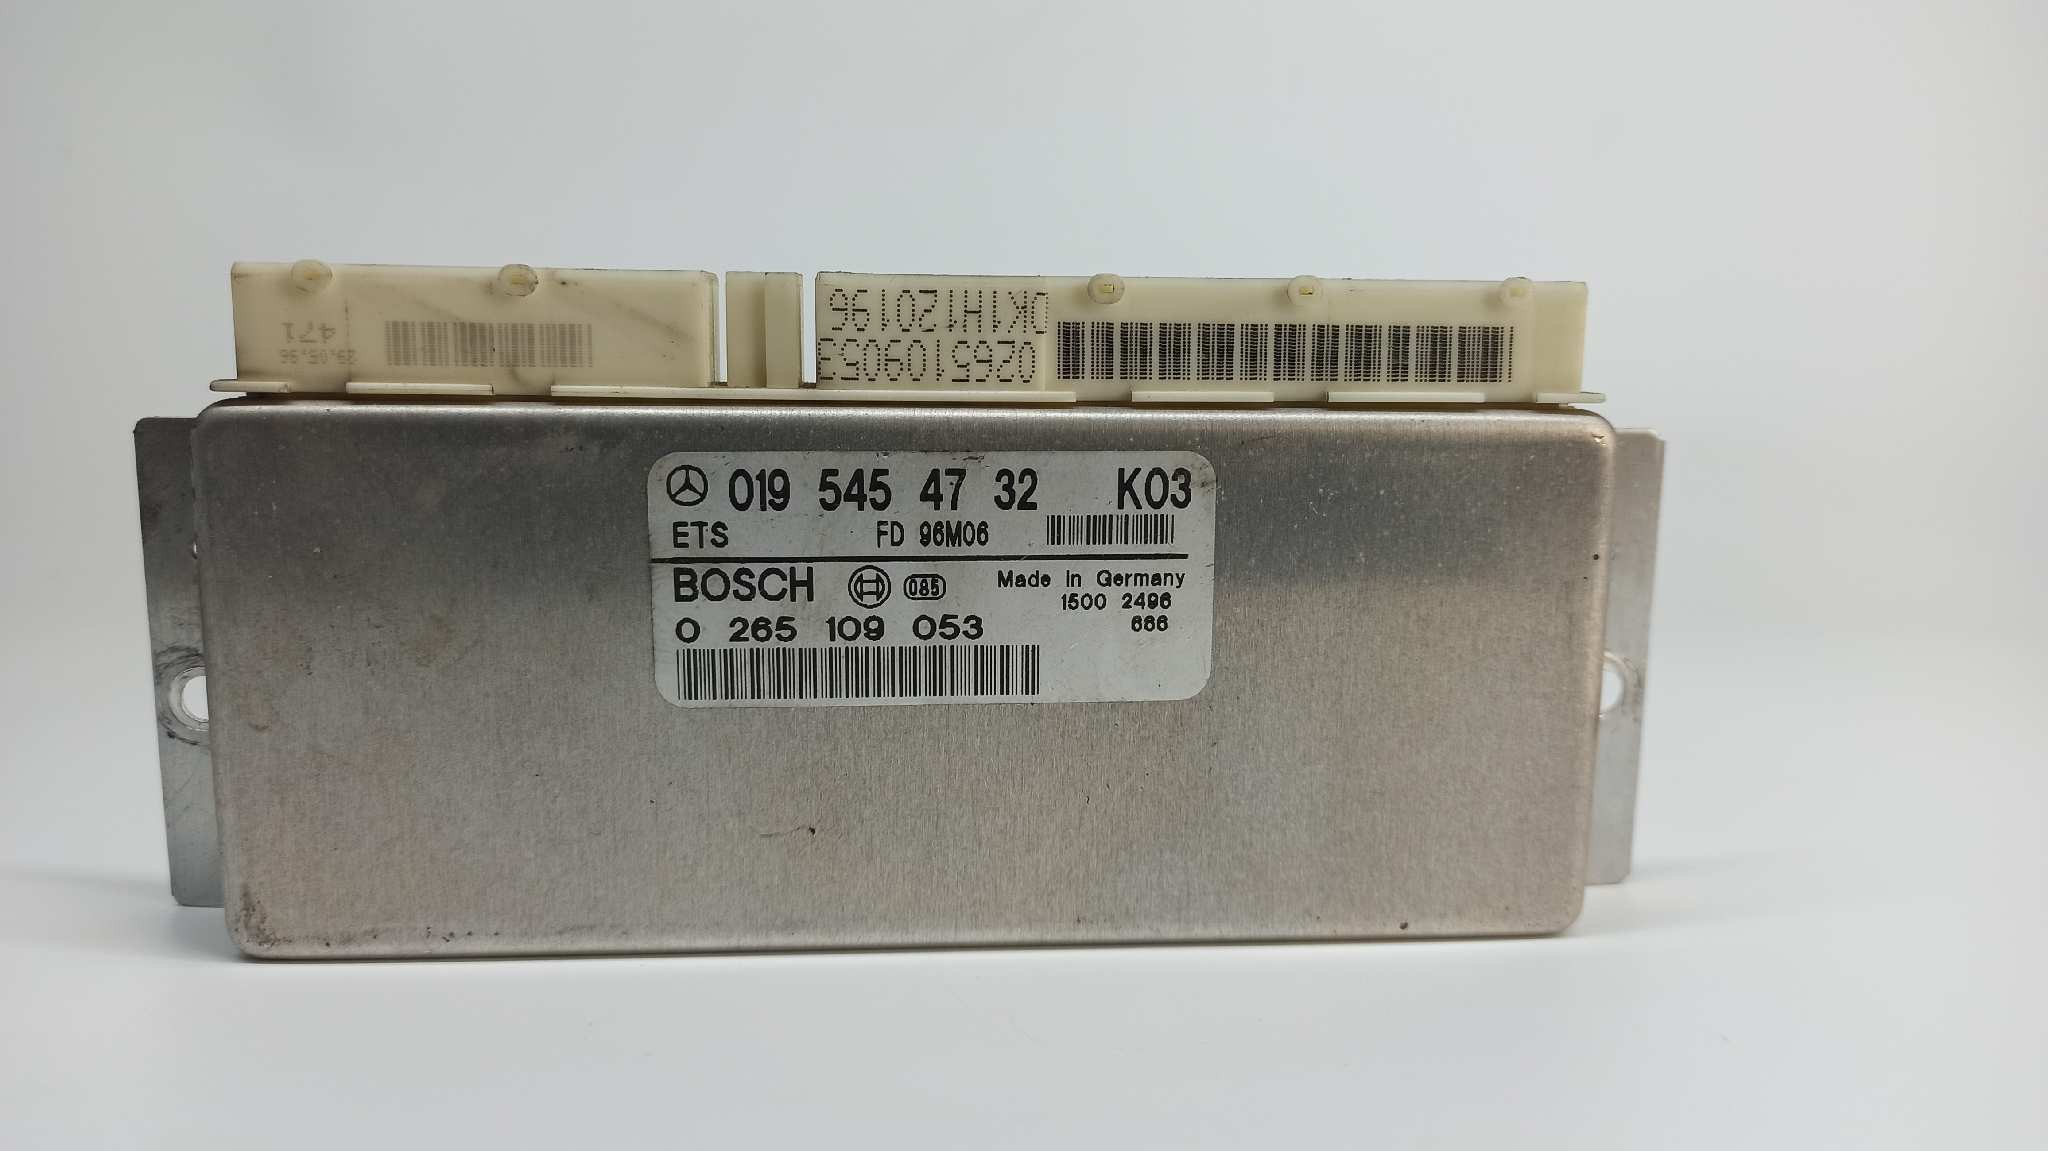 471
29.05.96
0265109053
DK1H120196
019 545 47 32 K03
ETS FD 96M06
BOSCH 085 Made in Germany
1500 2496
0 265 109 053 666